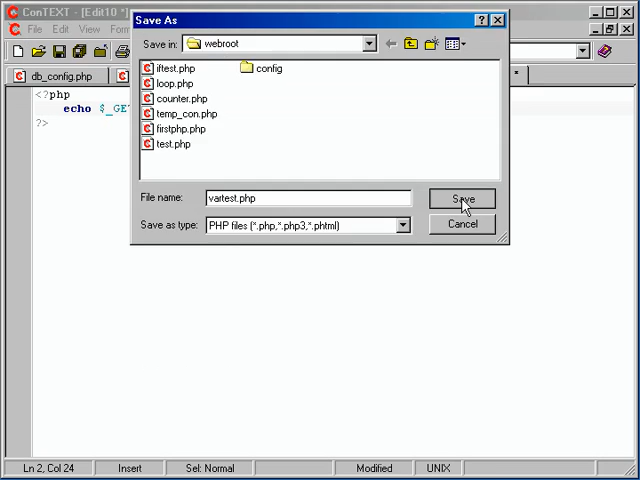 ConTEXT - [Edit10 *]
Save As
File Edit View
Save in: webroot
db_config.php
iftest.php config
loop.php
counter.php
temp_con.php
firstphp.php
test.php
<?php
echo $_GE
?>
File name: vartest.php Save
Save as type: PHP files (*.php,*.php3,*.phtml) Cancel
Ln 2, Col 24 Insert Sel: Normal Modified UNIX